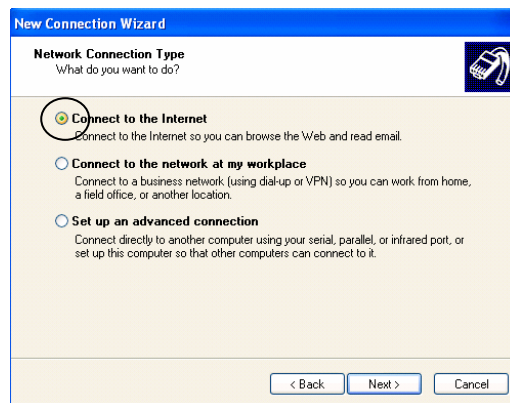 New Connection Wizard
Network Connection Type
What do you want to do?
Connect to the Internet
Connect to the Internet so you can browse the Web and read email.
Connect to the network at my workplace
Connect to a business network (using dial-up or VPN) so you can work from home,
a field office, or another location.
Set up an advanced connection
Connect directly to another computer using your serial, parallel, or infrared port, or
set up this computer so that other computers can connect to it.
< Back
Next >
Cancel